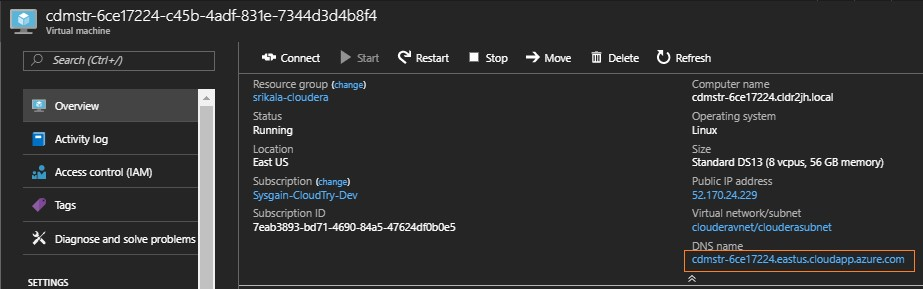 cdmstr-6ce17224-c45b-4adf-831e-7344d3d4b8f4
Virtual machine
Search (Ctrl+/)
Overview
Activity log
Access control (IAM)
Tags
Diagnose and solve problems
SETTINGS
Connect
Start
Restart
Stop
Move
Delete
Refresh
Resource group (change)
srikala-cloudera
Status
Running
Location
East US
Subscription (change)
Sysgain-CloudTry-Dev
Subscription ID
7eab3893-bd71-4690-84a5-47624df0b0e5
Computer name
cdmstr-6ce17224.cldr2jh.local
Operating system
Linux
Size
Standard DS13 (8 vcpus, 56 GB memory)
Public IP address
52.170.24.229
Virtual network/subnet
clouderavnet/clouderasubnet
DNS name
cdmstr-6ce17224.eastus.cloudapp.azure.com